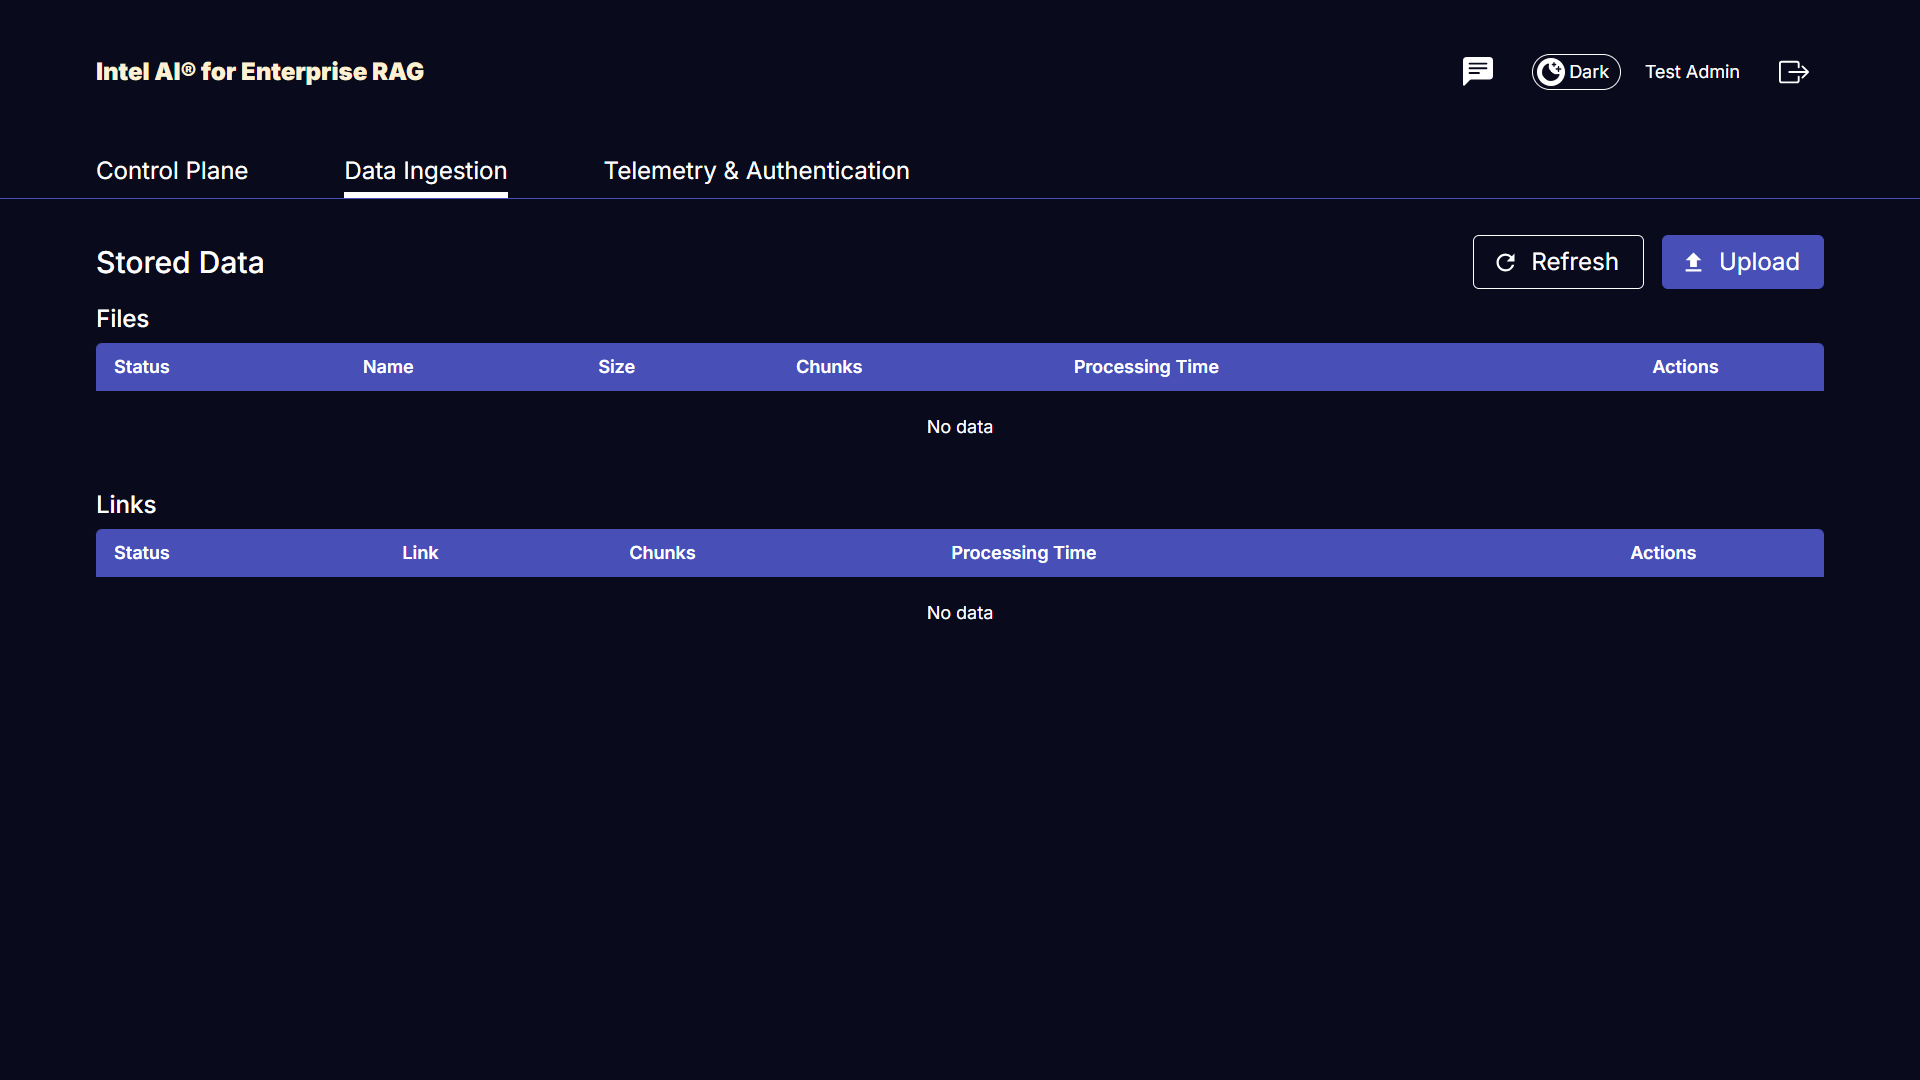 Intel AI® for Enterprise RAG
Dark
Test Admin
Control Plane
Data Ingestion
Telemetry & Authentication
Stored Data
Refresh
Upload
Files
Status Name Size Chunks Processing Time Actions
No data
Links
Status Link Chunks Processing Time Actions
No data